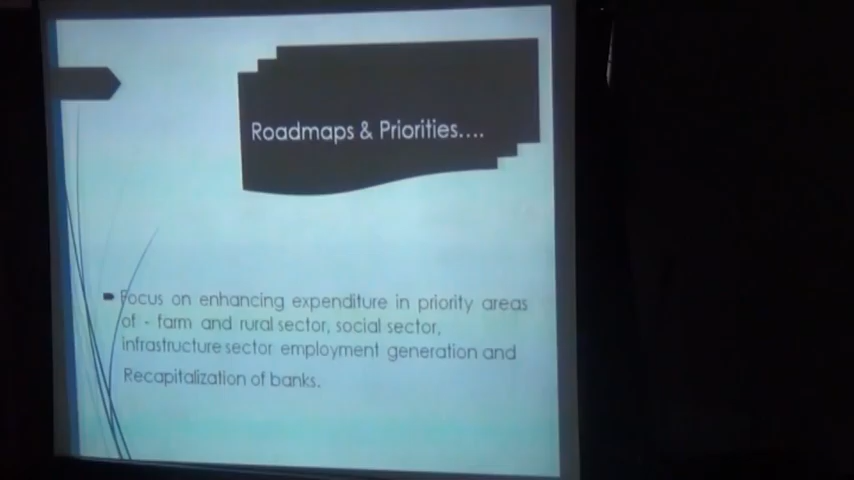 Roadmaps & Priorities....
Focus on enhancing expenditure in priority areas
of - farm and rural sector, social sector,
infrastructure sector employment generation and
Recapitalization of banks.